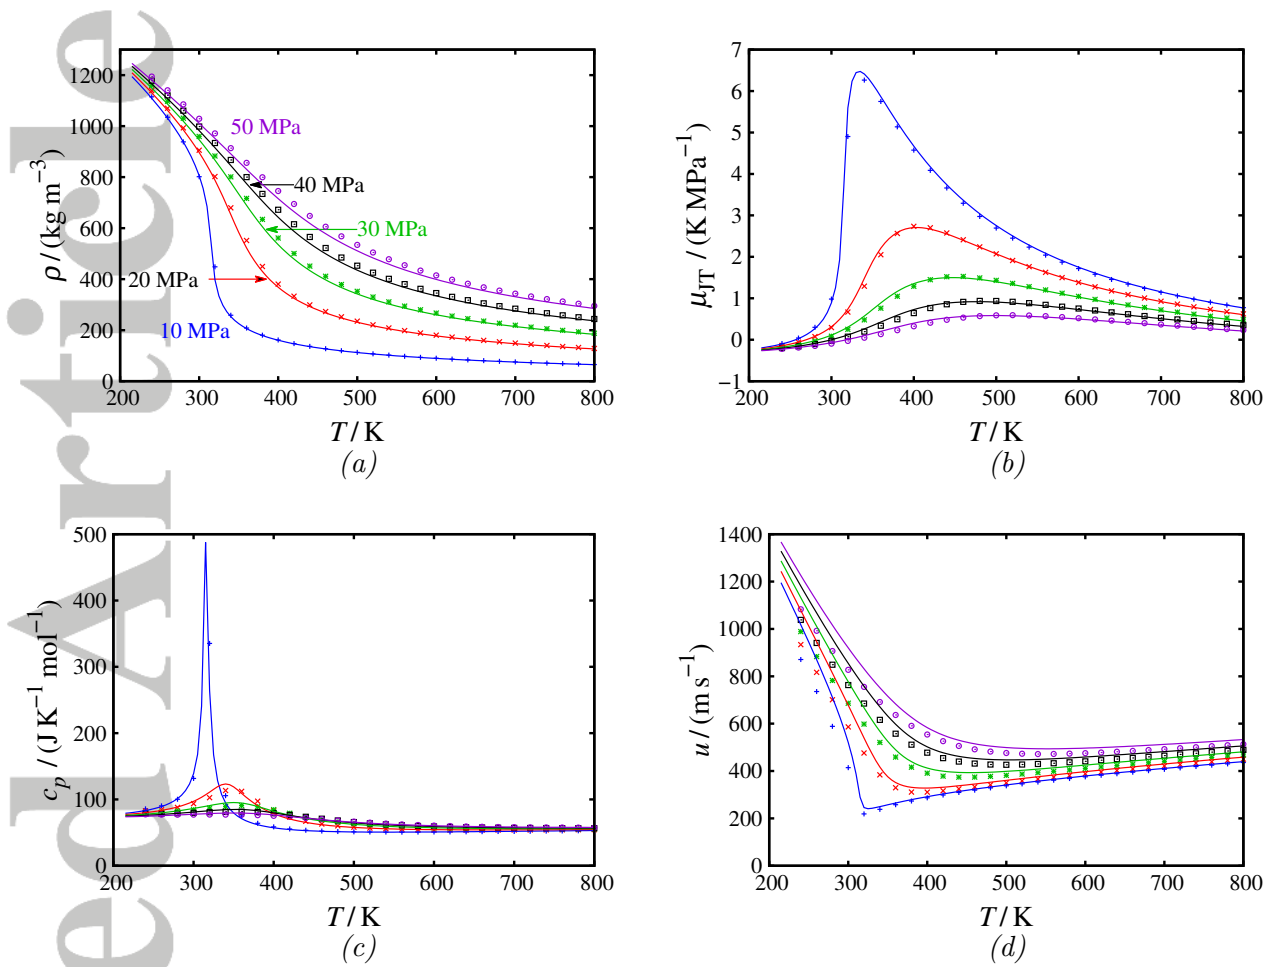 ed Article
1200
1000
800
600
400
200
0
200 300 400 500 600 700 800
ρ / (kg m⁻³)
T / K
50 MPa
40 MPa
30 MPa
20 MPa
10 MPa
(a)
7
6
5
4
3
2
1
0
−1
200 300 400 500 600 700 800
μJT / (K MPa⁻¹)
T / K
(b)
500
400
300
200
100
0
200 300 400 500 600 700 800
cp / (J K⁻¹ mol⁻¹)
T / K
(c)
1400
1200
1000
800
600
400
200
0
200 300 400 500 600 700 800
u / (m s⁻¹)
T / K
(d)